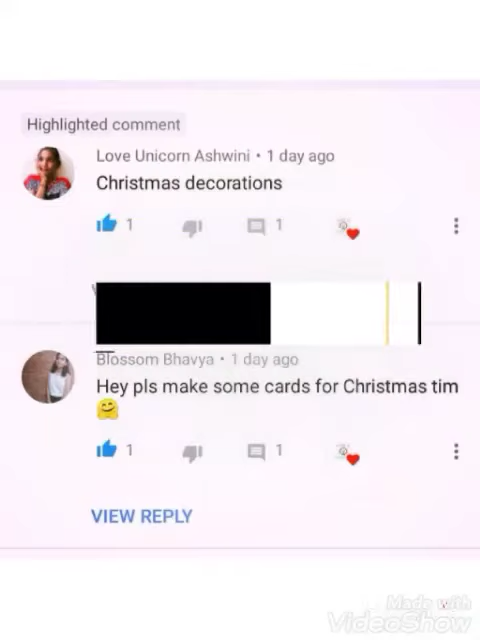 Highlighted comment
Love Unicorn Ashwini • 1 day ago
Christmas decorations
1 1
Blossom Bhavya • 1 day ago
Hey pls make some cards for Christmas tim
🤗
1 1
VIEW REPLY
Made with
VideoShow